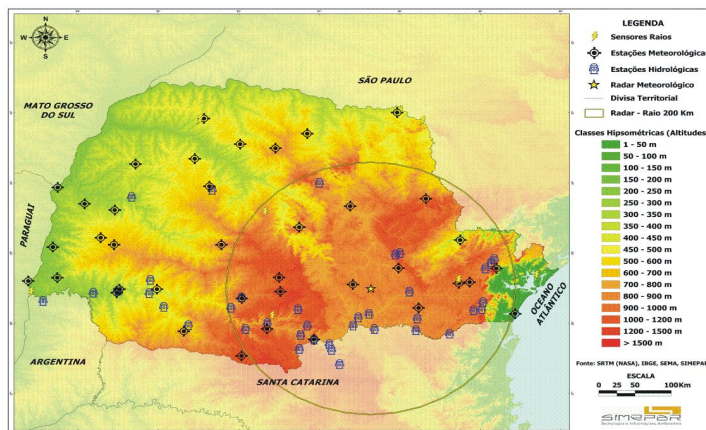 N
W E
S
SÃO PAULO
MATO GROSSO
DO SUL
PARAGUAI
ARGENTINA
SANTA CATARINA
OCEANO
ATLÂNTICO
LEGENDA
Sensores Raios
Estações Meteorológica
Estações Hidrológicas
Radar Meteorológico
Divisa Territorial
Radar - Raio 200 Km
Classes Hipsométricas (Altitudes
1 - 50 m
50 - 100 m
100 - 150 m
150 - 200 m
200 - 250 m
250 - 300 m
300 - 350 m
350 - 400 m
400 - 450 m
450 - 500 m
500 - 600 m
600 - 700 m
700 - 800 m
800 - 900 m
900 - 1000 m
1000 - 1200 m
1200 - 1500 m
> 1500 m
Fonte: SRTM (NASA), IBGE, SEMA, SIMEPAR
ESCALA
0 25 50 100Km
SIMEPAR